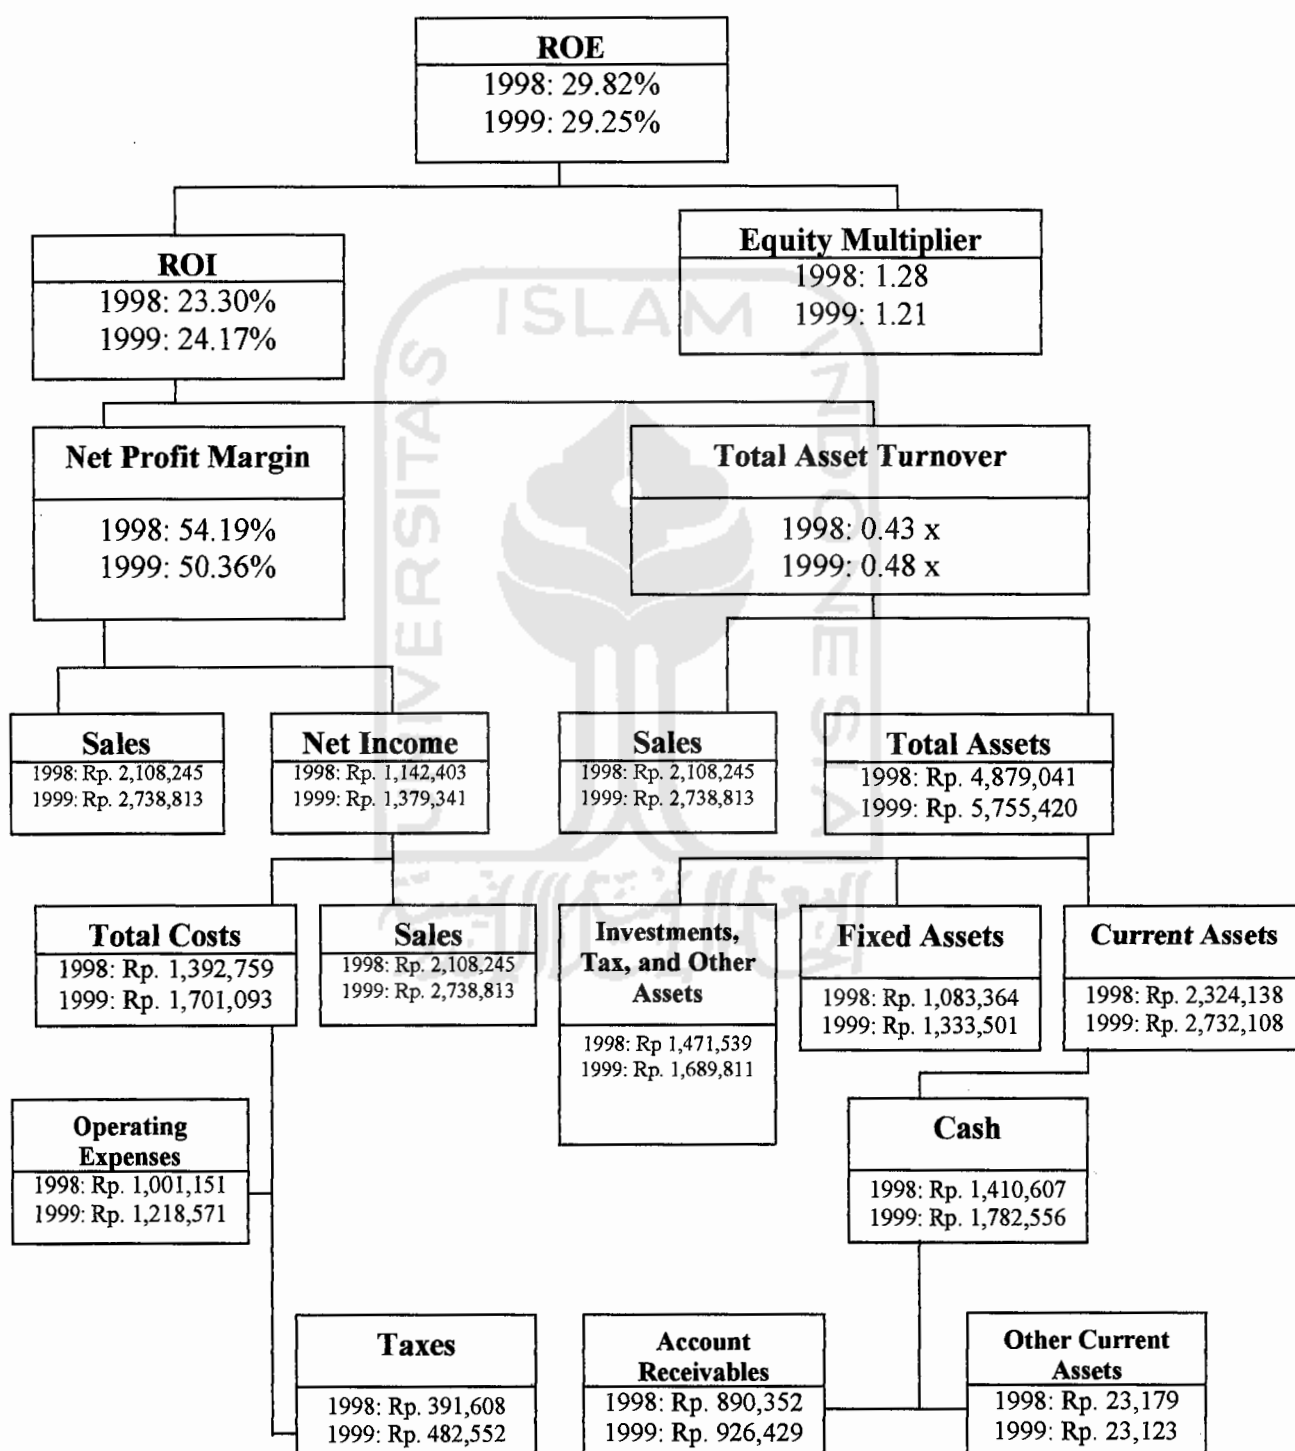 ROE
1998: 29.82%
1999: 29.25%
ROI
1998: 23.30%
1999: 24.17%
Equity Multiplier
1998: 1.28
1999: 1.21
Net Profit Margin
1998: 54.19%
1999: 50.36%
Total Asset Turnover
1998: 0.43 x
1999: 0.48 x
Sales
1998: Rp. 2,108,245
1999: Rp. 2,738,813
Net Income
1998: Rp. 1,142,403
1999: Rp. 1,379,341
Sales
1998: Rp. 2,108,245
1999: Rp. 2,738,813
Total Assets
1998: Rp. 4,879,041
1999: Rp. 5,755,420
Total Costs
1998: Rp. 1,392,759
1999: Rp. 1,701,093
Sales
1998: Rp. 2,108,245
1999: Rp. 2,738,813
Investments,
Tax, and Other
Assets
1998: Rp 1,471,539
1999: Rp. 1,689,811
Fixed Assets
1998: Rp. 1,083,364
1999: Rp. 1,333,501
Current Assets
1998: Rp. 2,324,138
1999: Rp. 2,732,108
Operating
Expenses
1998: Rp. 1,001,151
1999: Rp. 1,218,571
Cash
1998: Rp. 1,410,607
1999: Rp. 1,782,556
Taxes
1998: Rp. 391,608
1999: Rp. 482,552
Account
Receivables
1998: Rp. 890,352
1999: Rp. 926,429
Other Current
Assets
1998: Rp. 23,179
1999: Rp. 23,123
UNIVERSITAS
ISLAM
INDONESIA